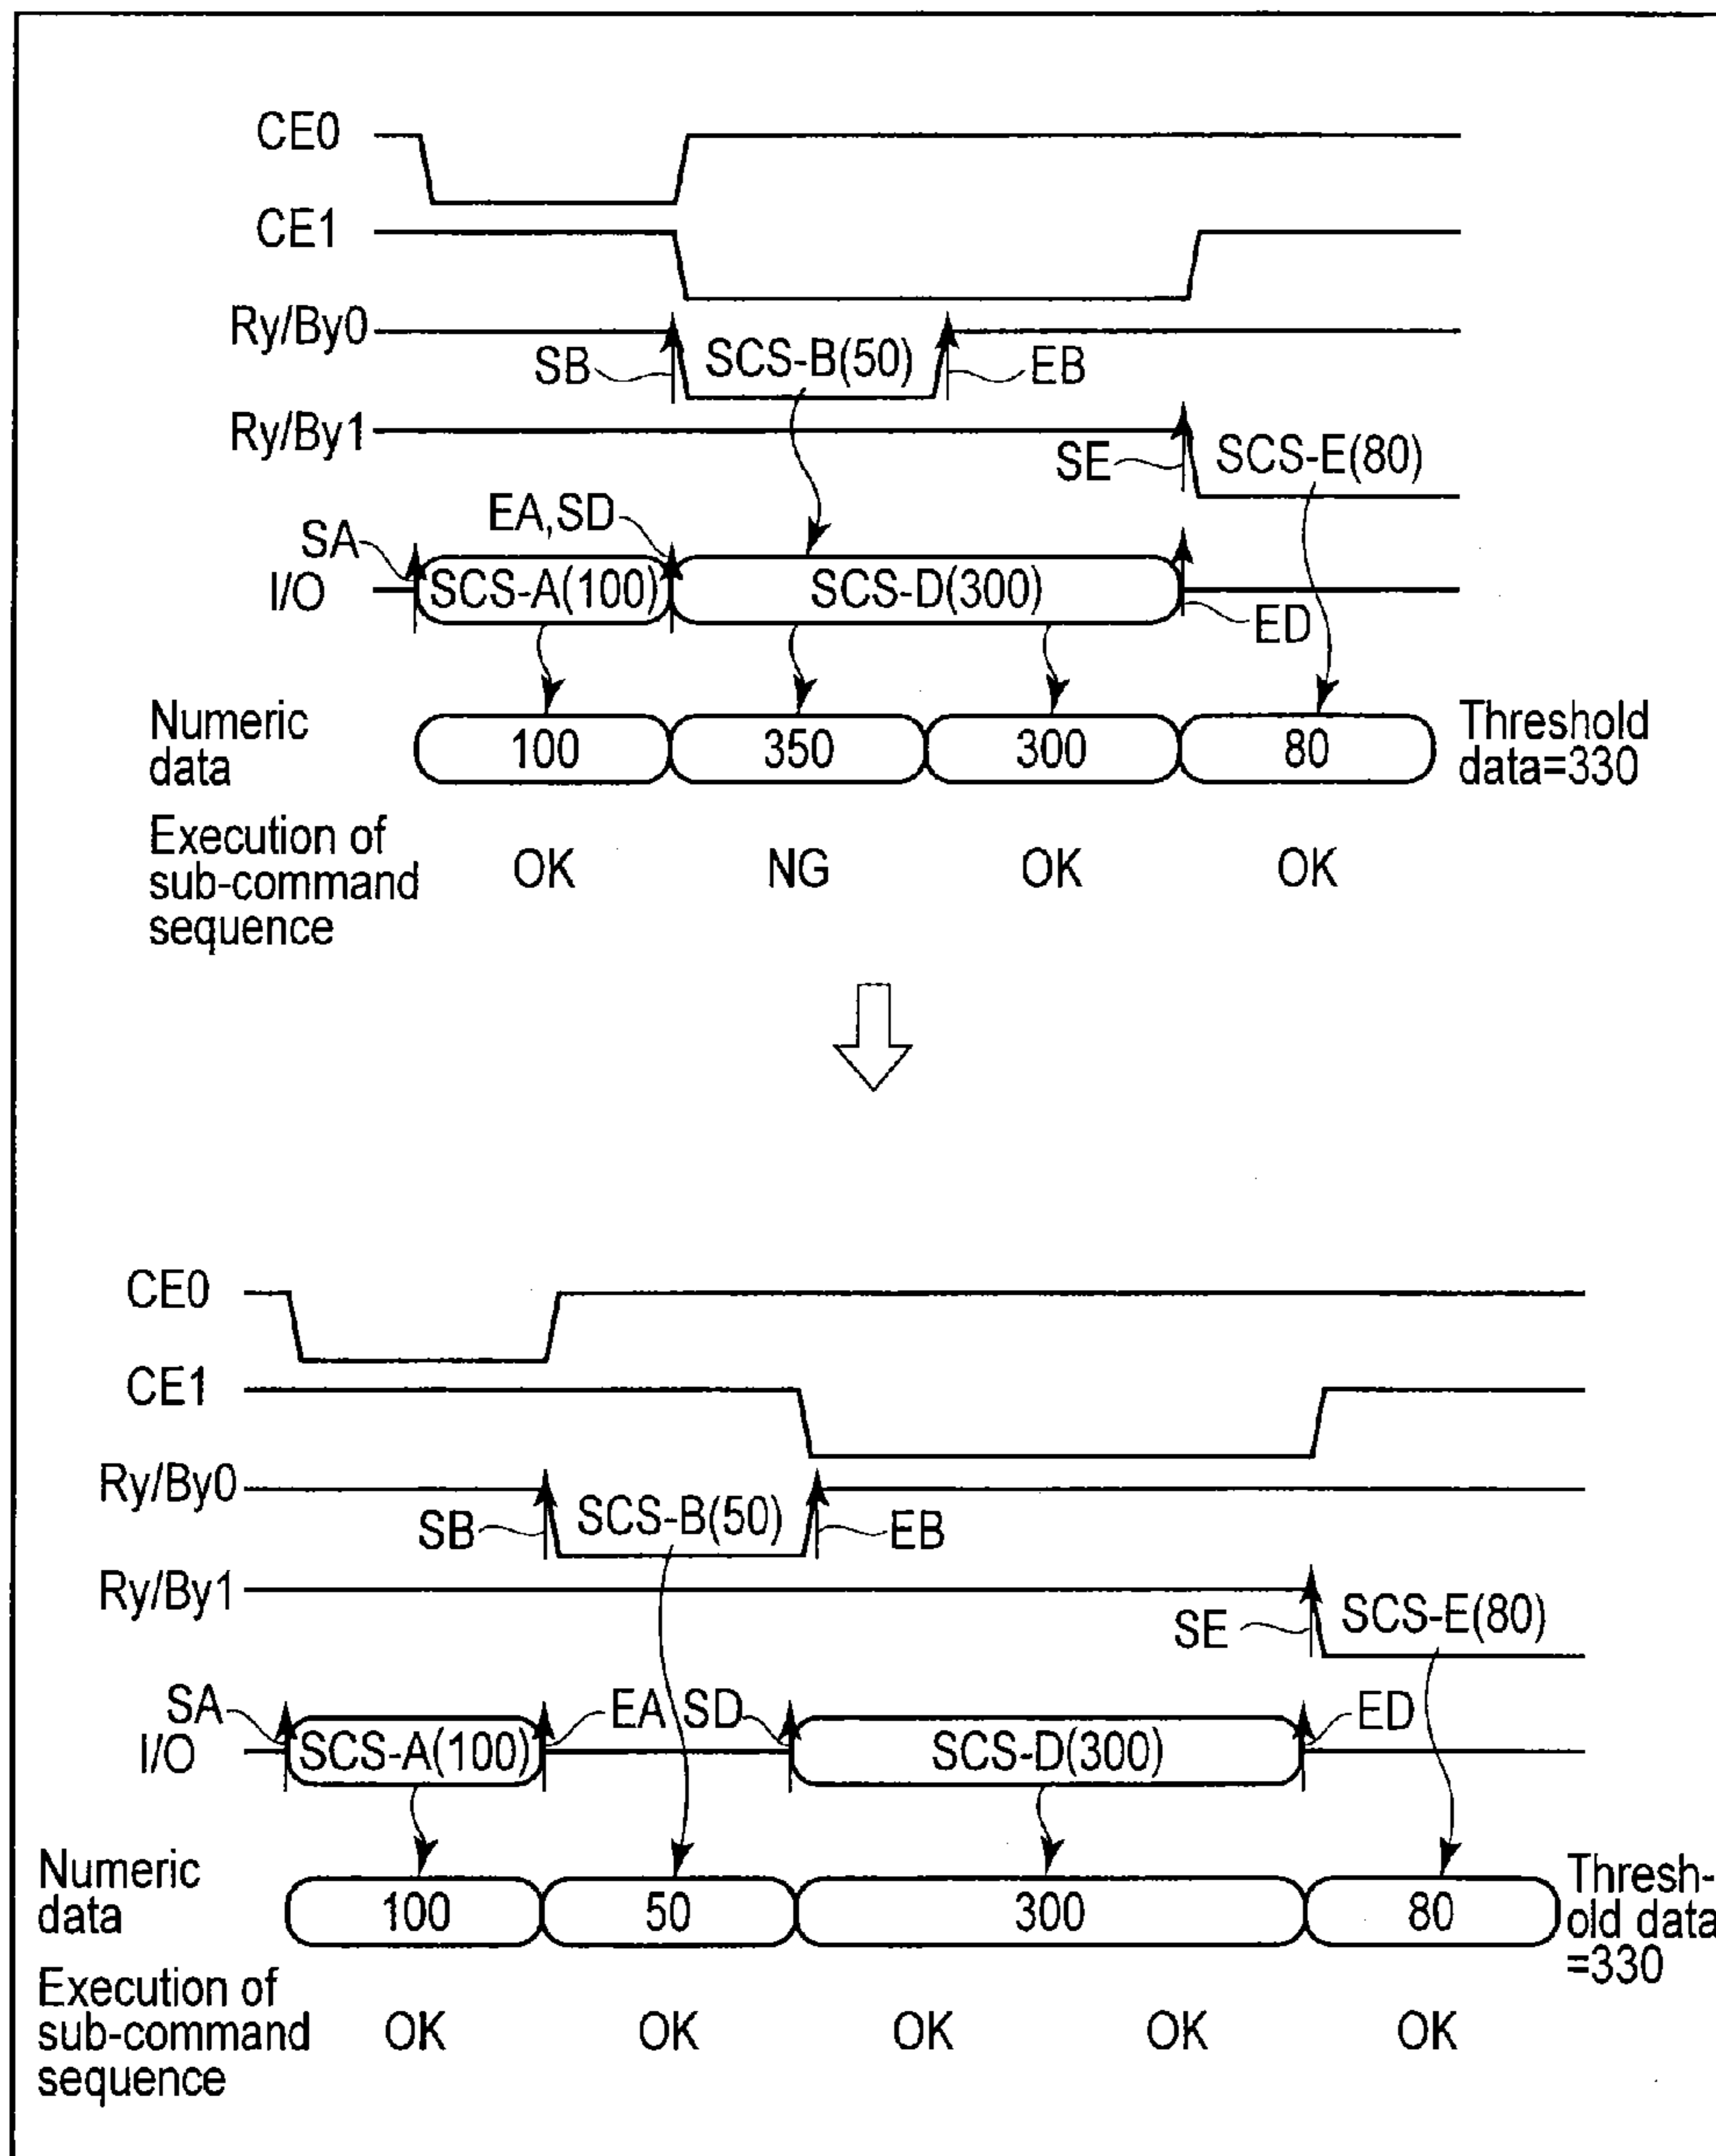 CE0
CE1
Ry/By0
SB
SCS-B(50)
EB
Ry/By1
SE
SCS-E(80)
EA,SD
SA
I/O
SCS-A(100)
SCS-D(300)
ED
Numeric
data
100
350
300
80
Threshold
data=330
Execution of
sub-command
sequence
OK
NG
OK
OK
CE0
CE1
Ry/By0
SB
SCS-B(50)
EB
Ry/By1
SE
SCS-E(80)
SA
I/O
SCS-A(100)
EA
SD
SCS-D(300)
ED
Numeric
data
100
50
300
80
Thresh-
old data
=330
Execution of
sub-command
sequence
OK
OK
OK
OK
OK